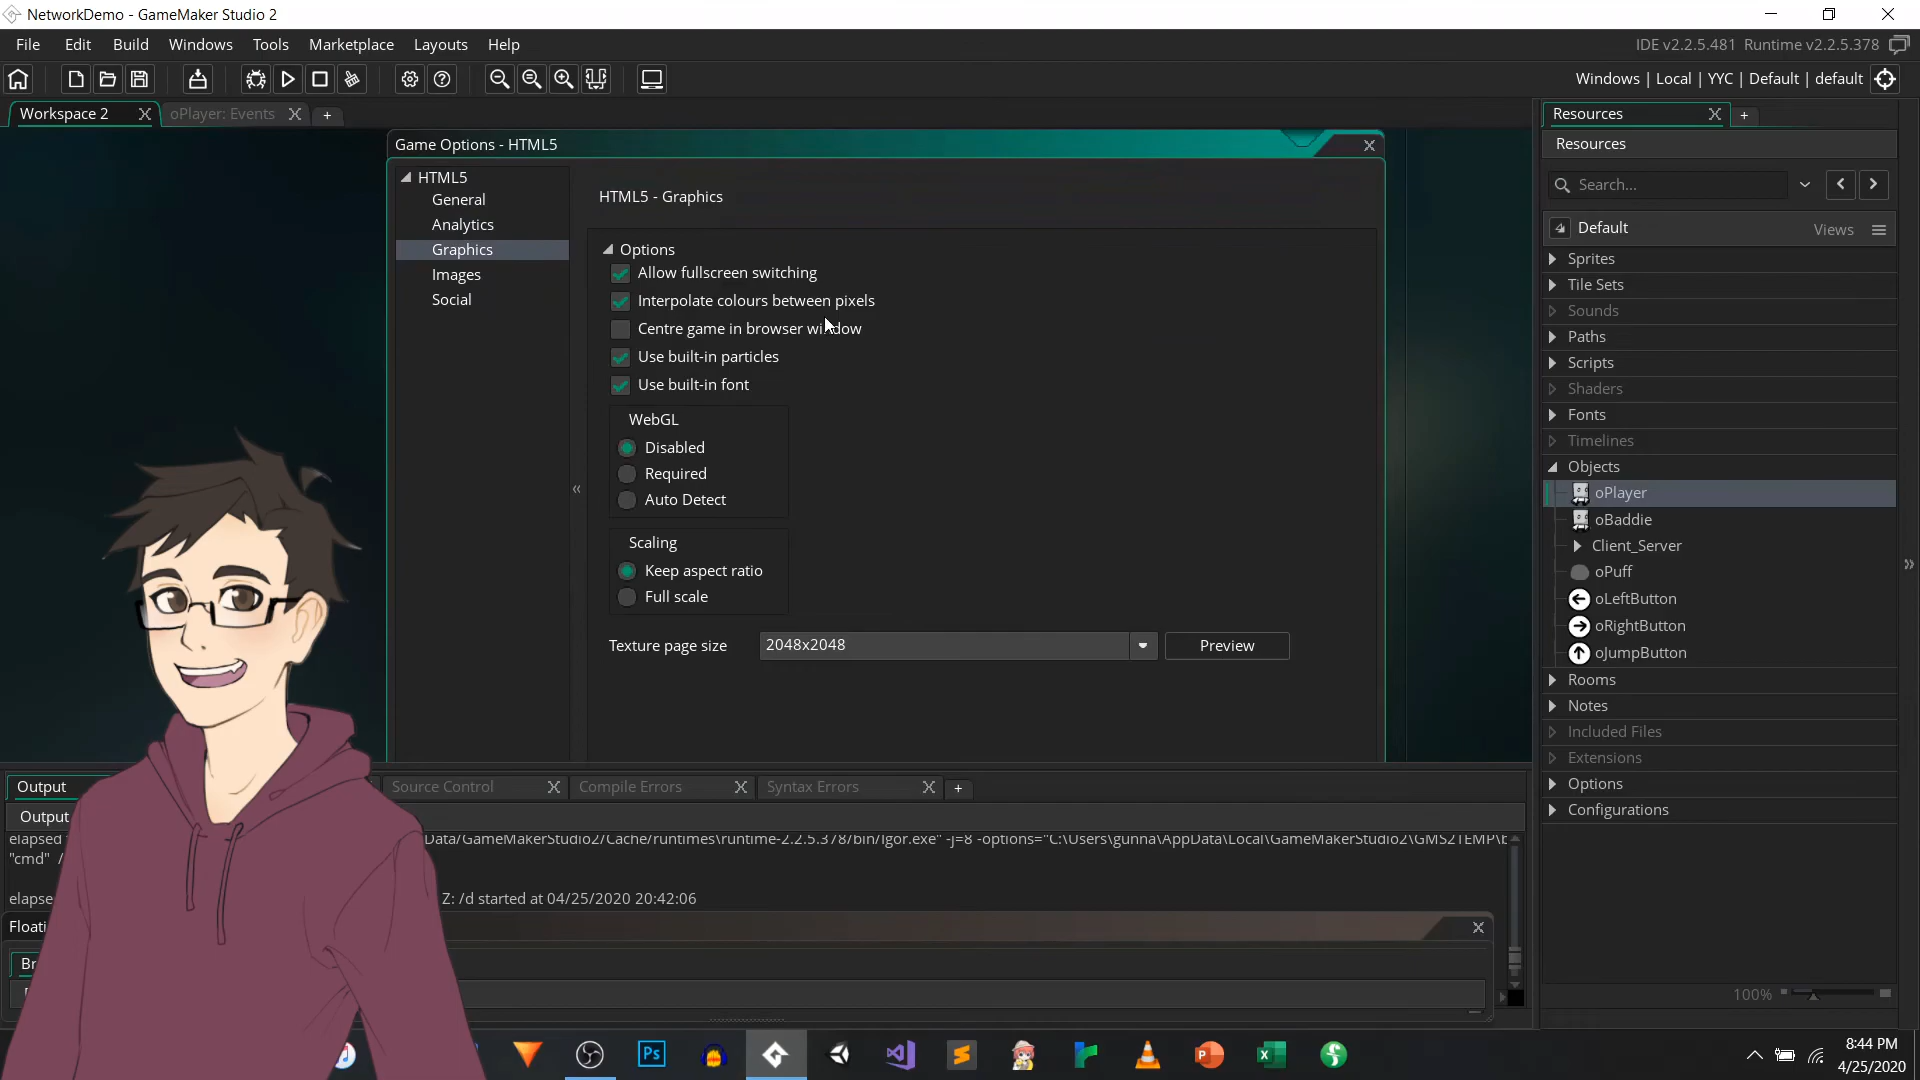 NetworkDemo - GameMaker Studio 2
File Edit Build Windows Tools Marketplace Layouts Help
IDE v2.2.5.481 Runtime v2.2.5.378
Windows | Local | YYC | Default | default
Workspace 2
oPlayer: Events
Game Options - HTML5
HTML5
General
Analytics
Graphics
Images
Social
HTML5 - Graphics
Options
Allow fullscreen switching
Interpolate colours between pixels
Centre game in browser window
Use built-in particles
Use built-in font
WebGL
Disabled
Required
Auto Detect
Scaling
Keep aspect ratio
Full scale
Texture page size 2048x2048 Preview
Resources
Resources
Search...
Default Views
Sprites
Tile Sets
Sounds
Paths
Scripts
Shaders
Fonts
Timelines
Objects
oPlayer
oBaddie
Client_Server
oPuff
oLeftButton
oRightButton
oJumpButton
Rooms
Notes
Included Files
Extensions
Options
Configurations
100%
Output Source Control Compile Errors Syntax Errors
Output
elapsed Data/GameMakerStudio2/Cache/runtimes\runtime-2.2.5.378/bin/Igor.exe" -j=8 -options="C:\Users\gunna\AppData\Local\GameMakerStudio2\GMS2TEMP\b
"cmd" /
elapse Z: /d started at 04/25/2020 20:42:06
Floati
Br
Ps
8:44 PM
4/25/2020